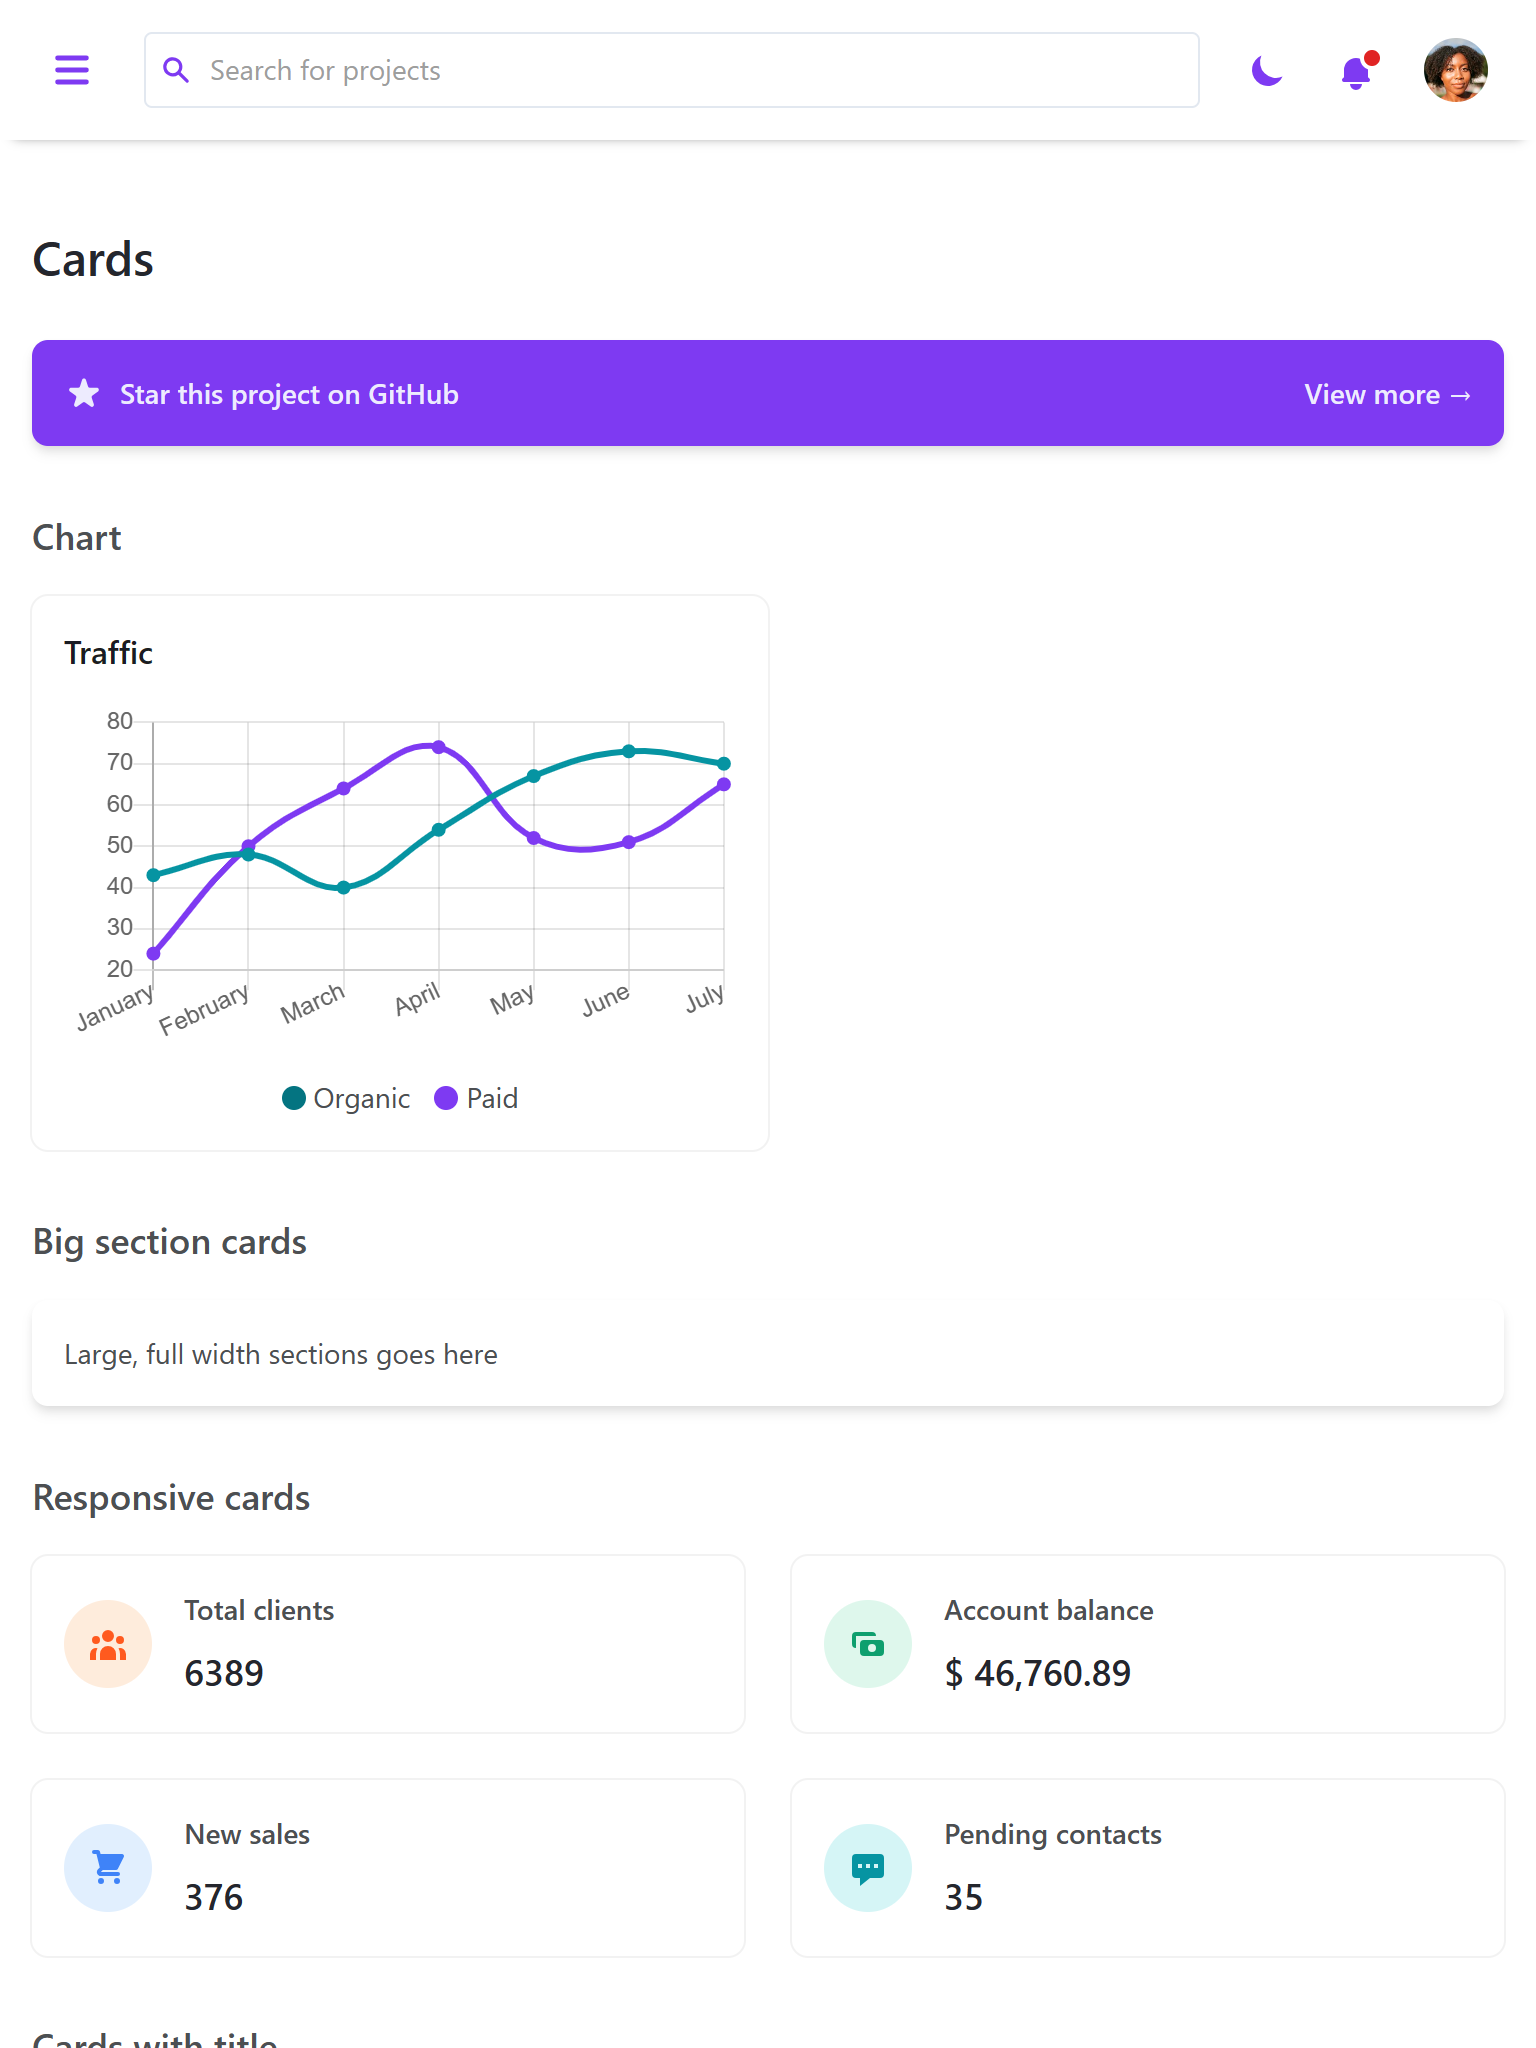 Search for projects
Cards
Star this project on GitHub
View more →
Chart
Traffic
80
70
60
50
40
30
20
January
February
March
April
May
June
July
Organic
Paid
Big section cards
Large, full width sections goes here
Responsive cards
Total clients
6389
Account balance
$ 46,760.89
New sales
376
Pending contacts
35
Cards with title